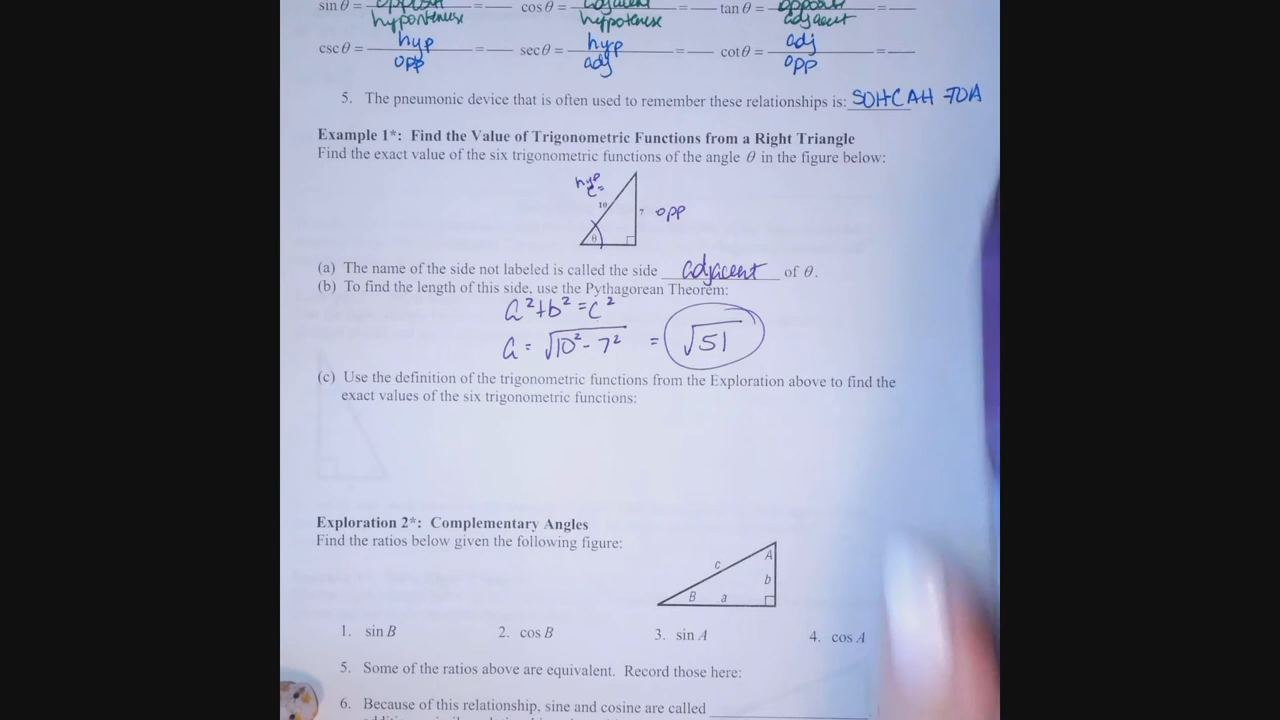 sin θ = opposite = cos θ = adjacent = tan θ = opposite =
hypontenuse hypotenuse adjacent
csc θ = hyp = sec θ = hyp = cot θ = adj =
opp adj opp
5. The pneumonic device that is often used to remember these relationships is: SOHCAH TOA
Example 1*: Find the Value of Trigonometric Functions from a Right Triangle
Find the exact value of the six trigonometric functions of the angle θ in the figure below:
hyp
c=
10
7 opp
θ
(a) The name of the side not labeled is called the side adjacent of θ.
(b) To find the length of this side, use the Pythagorean Theorem:
a²+b²=c²
a = √10²-7² = √51
(c) Use the definition of the trigonometric functions from the Exploration above to find the
exact values of the six trigonometric functions:
Exploration 2*: Complementary Angles
Find the ratios below given the following figure:
A
c
b
B a
1. sin B 2. cos B 3. sin A 4. cos A
5. Some of the ratios above are equivalent. Record those here:
6. Because of this relationship, sine and cosine are called